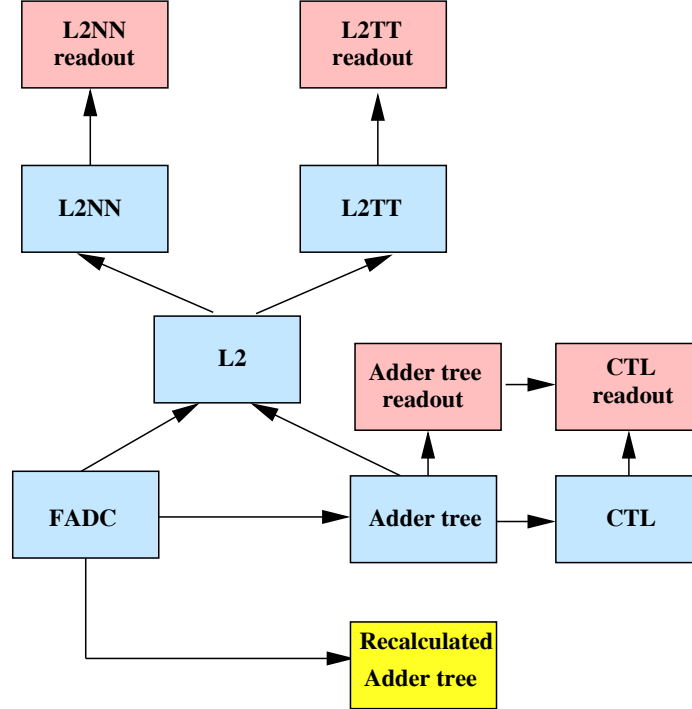 L2NN
readout
L2TT
readout
L2NN
L2TT
L2
Adder tree
readout
CTL
readout
FADC
Adder tree
CTL
Recalculated
Adder tree